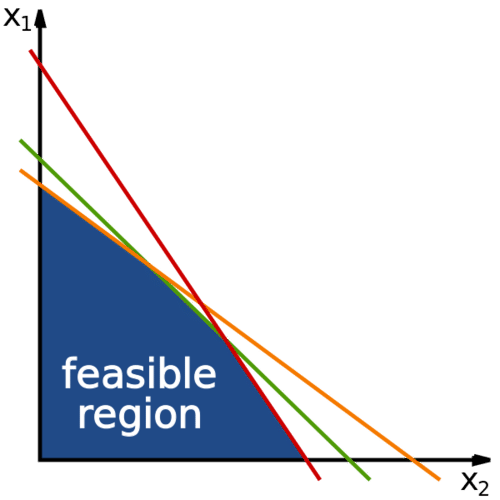 x₁
feasible
region
x₂